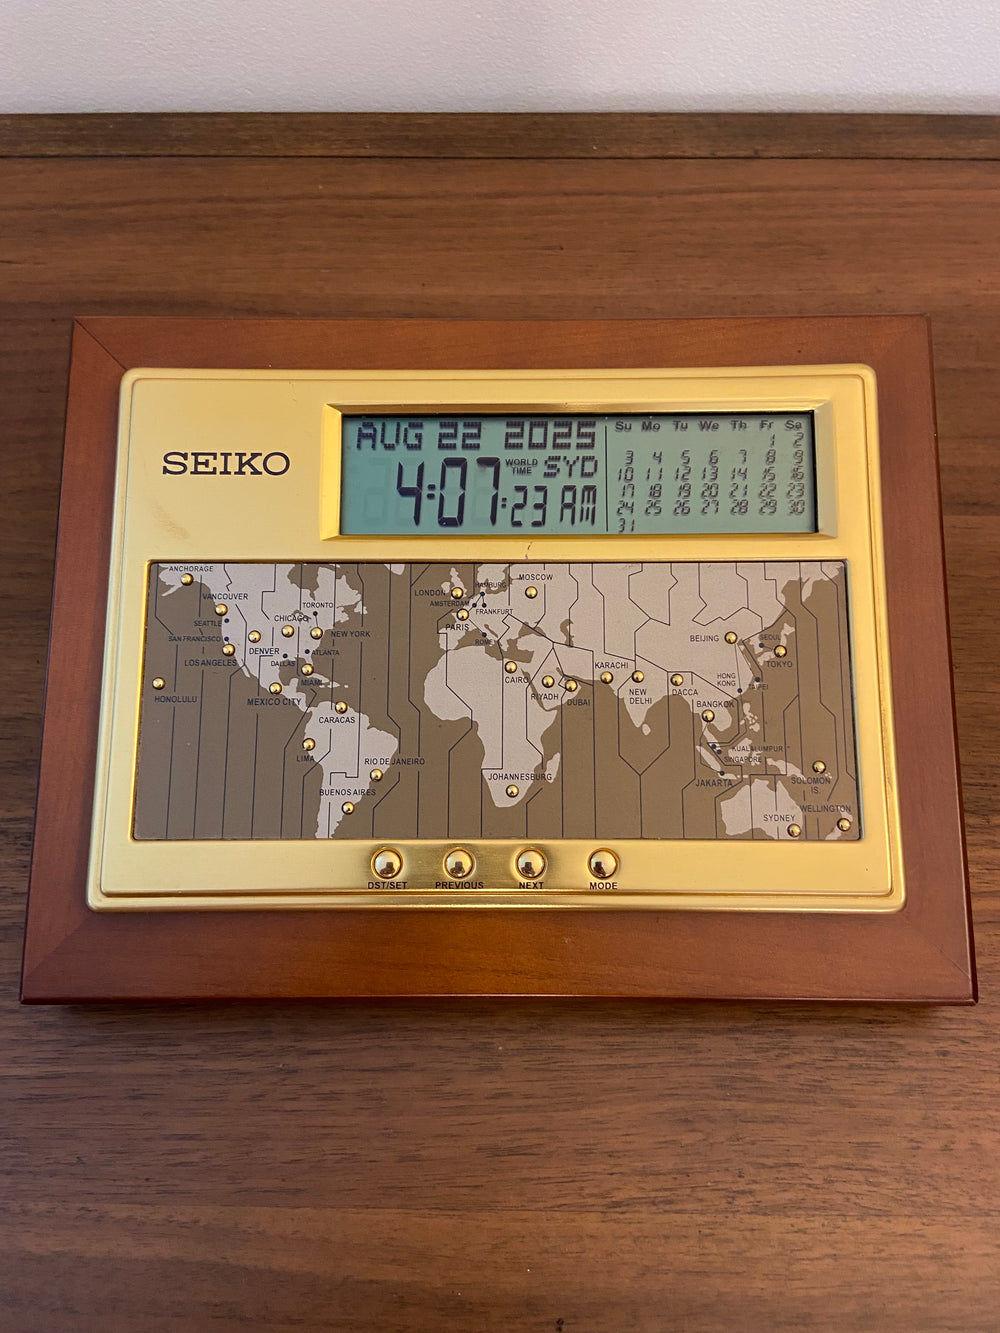 SEIKO
AUG 22 2025
WORLD TIME SYD
4:07:23 AM
Su Mo Tu We Th Fr Sa
1 2
3 4 5 6 7 8 9
10 11 12 13 14 15 16
17 18 19 20 21 22 23
24 25 26 27 28 29 30
31
ANCHORAGE
VANCOUVER
SEATTLE
SAN FRANCISCO
LOS ANGELES
HONOLULU
DENVER
CHICAGO
TORONTO
NEW YORK
ATLANTA
DALLAS
MIAMI
MEXICO CITY
CARACAS
LIMA
RIO DEJANEIRO
BUENOS AIRES
LONDON
HAMBURG
AMSTERDAM
FRANKFURT
PARIS
ROME
MOSCOW
CAIRO
RIYADH
DUBAI
JOHANNESBURG
KARACHI
NEW
DELHI
DACCA
BEIJING
SEOUL
TOKYO
HONG
KONG
TAIPEI
BANGKOK
KUALALUMPUR
SINGAPORE
JAKARTA
SOLOMON
IS.
WELLINGTON
SYDNEY
DST/SET PREVIOUS NEXT MODE